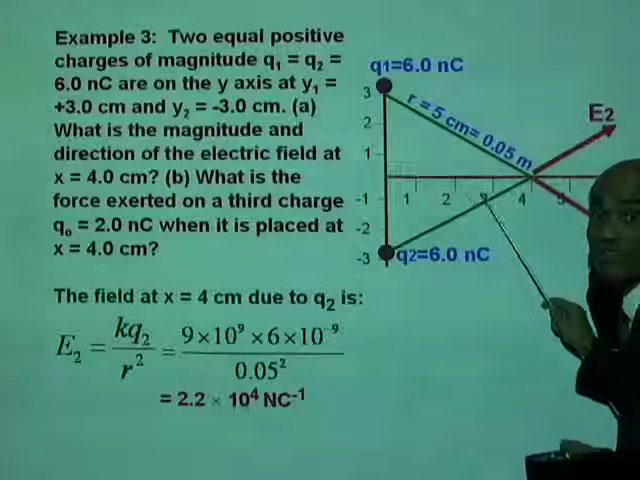 Example 3: Two equal positive
charges of magnitude q1 = q2 =
6.0 nC are on the y axis at y1 =
+3.0 cm and y2 = -3.0 cm. (a)
What is the magnitude and
direction of the electric field at
x = 4.0 cm? (b) What is the
force exerted on a third charge
qo = 2.0 nC when it is placed at
x = 4.0 cm?
q1=6.0 nC
r = 5 cm= 0.05 m
E2
3
2
1
-1
-2
-3
1 2 3 4 5
q2=6.0 nC
The field at x = 4 cm due to q2 is:
E2 = kq2 / r² = 9×10⁹ ×6×10⁻⁹ / 0.05²
= 2.2 × 10⁴ NC⁻¹